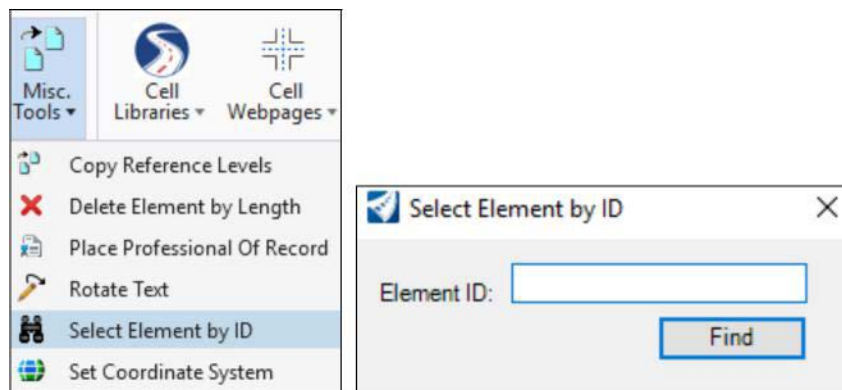 Misc.
Tools
Cell
Libraries
Cell
Webpages
Copy Reference Levels
Delete Element by Length
Place Professional Of Record
Rotate Text
Select Element by ID
Set Coordinate System
Select Element by ID
Element ID:
Find